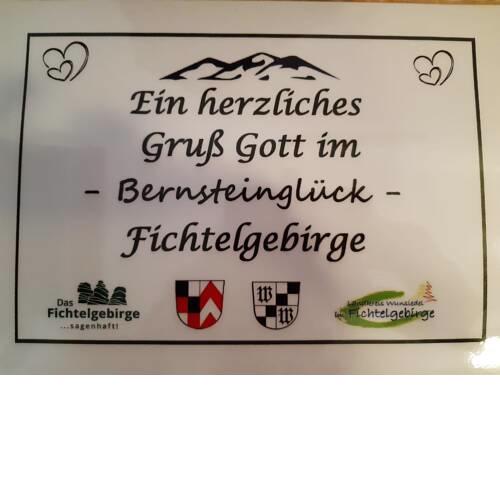 Ein herzliches
Gruß Gott im
- Bernsteinglück -
Fichtelgebirge
Das
Fichtelgebirge
...sagenhaft!
W
W
Landkreis Wunsiedel
im Fichtelgebirge